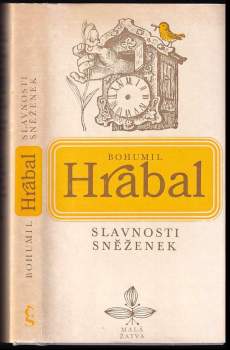 BOHUMIL Hrabal SLAVNOSTI
SNĚŽENEK
BOHUMIL
Hrabal
SLAVNOSTI
SNĚŽENEK
MALÁ
ŽATVA